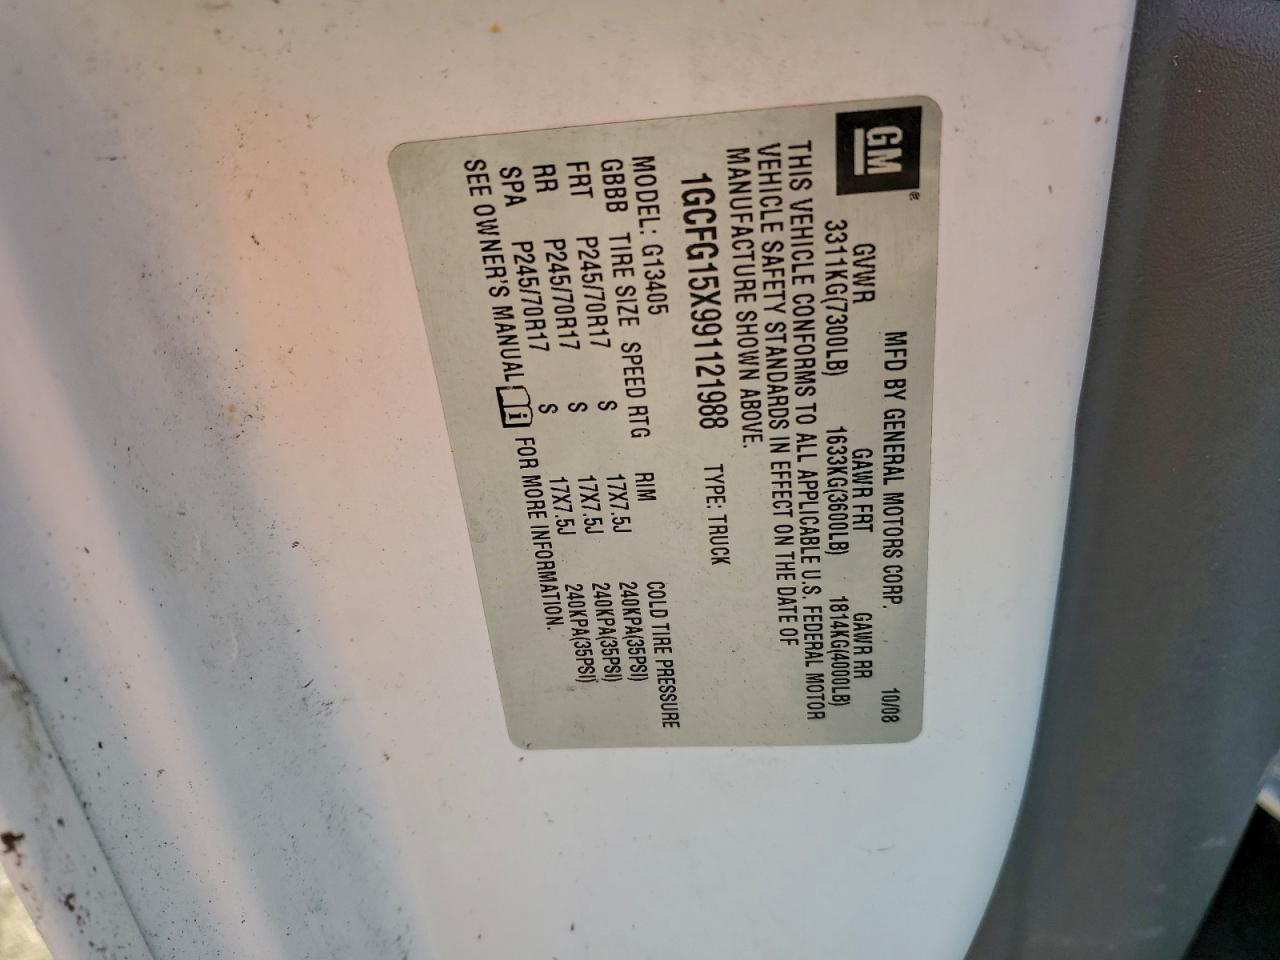 GM®
MFD BY GENERAL MOTORS CORP. 10/08
GVWR GAWR FRT GAWR RR
3311KG(7300LB) 1633KG(3600LB) 1814KG(4000LB)
THIS VEHICLE CONFORMS TO ALL APPLICABLE U.S. FEDERAL MOTOR
VEHICLE SAFETY STANDARDS IN EFFECT ON THE DATE OF
MANUFACTURE SHOWN ABOVE.
1GCFG15X991121988 TYPE: TRUCK
MODEL: G13405
GBBB TIRE SIZE SPEED RTG RIM COLD TIRE PRESSURE
FRT P245/70R17 S 17X7.5J 240KPA(35PSI)
RR P245/70R17 S 17X7.5J 240KPA(35PSI)
SPA P245/70R17 S 17X7.5J 240KPA(35PSI)
SEE OWNER'S MANUAL i FOR MORE INFORMATION.